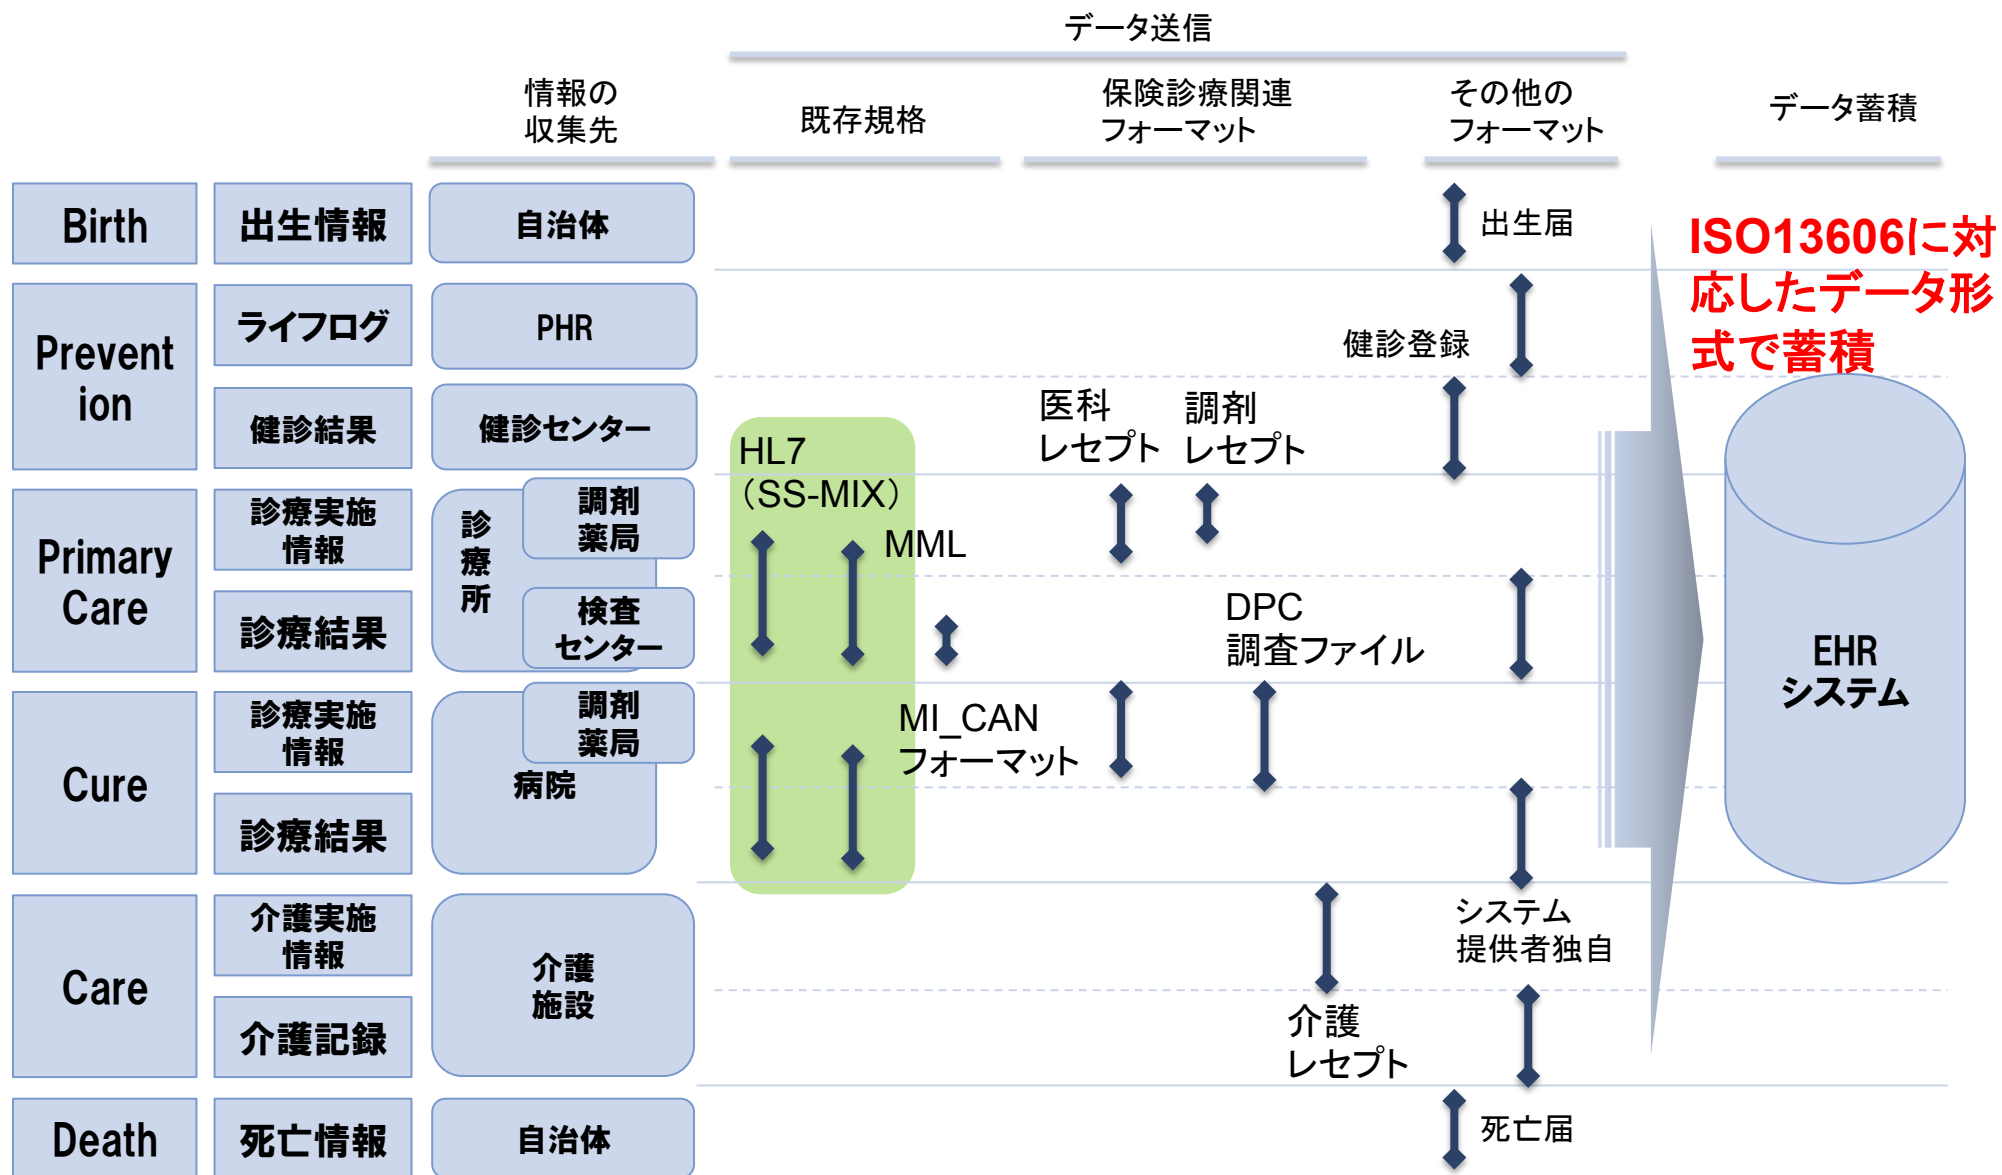 データ送信
情報の
収集先
既存規格
保険診療関連
フォーマット
その他の
フォーマット
データ蓄積
Birth
出生情報
自治体
出生届
ISO13606に対
応したデータ形
式で蓄積
Prevent
ion
ライフログ
PHR
健診登録
健診結果
健診センター
医科
レセプト
調剤
レセプト
HL7
（SS-MIX）
MML
Primary
Care
診療実施
情報
診療所
調剤
薬局
診療結果
検査
センター
DPC
調査ファイル
EHR
システム
Cure
診療実施
情報
調剤
薬局
病院
MI_CAN
フォーマット
診療結果
Care
介護実施
情報
介護
施設
システム
提供者独自
介護記録
介護
レセプト
Death
死亡情報
自治体
死亡届